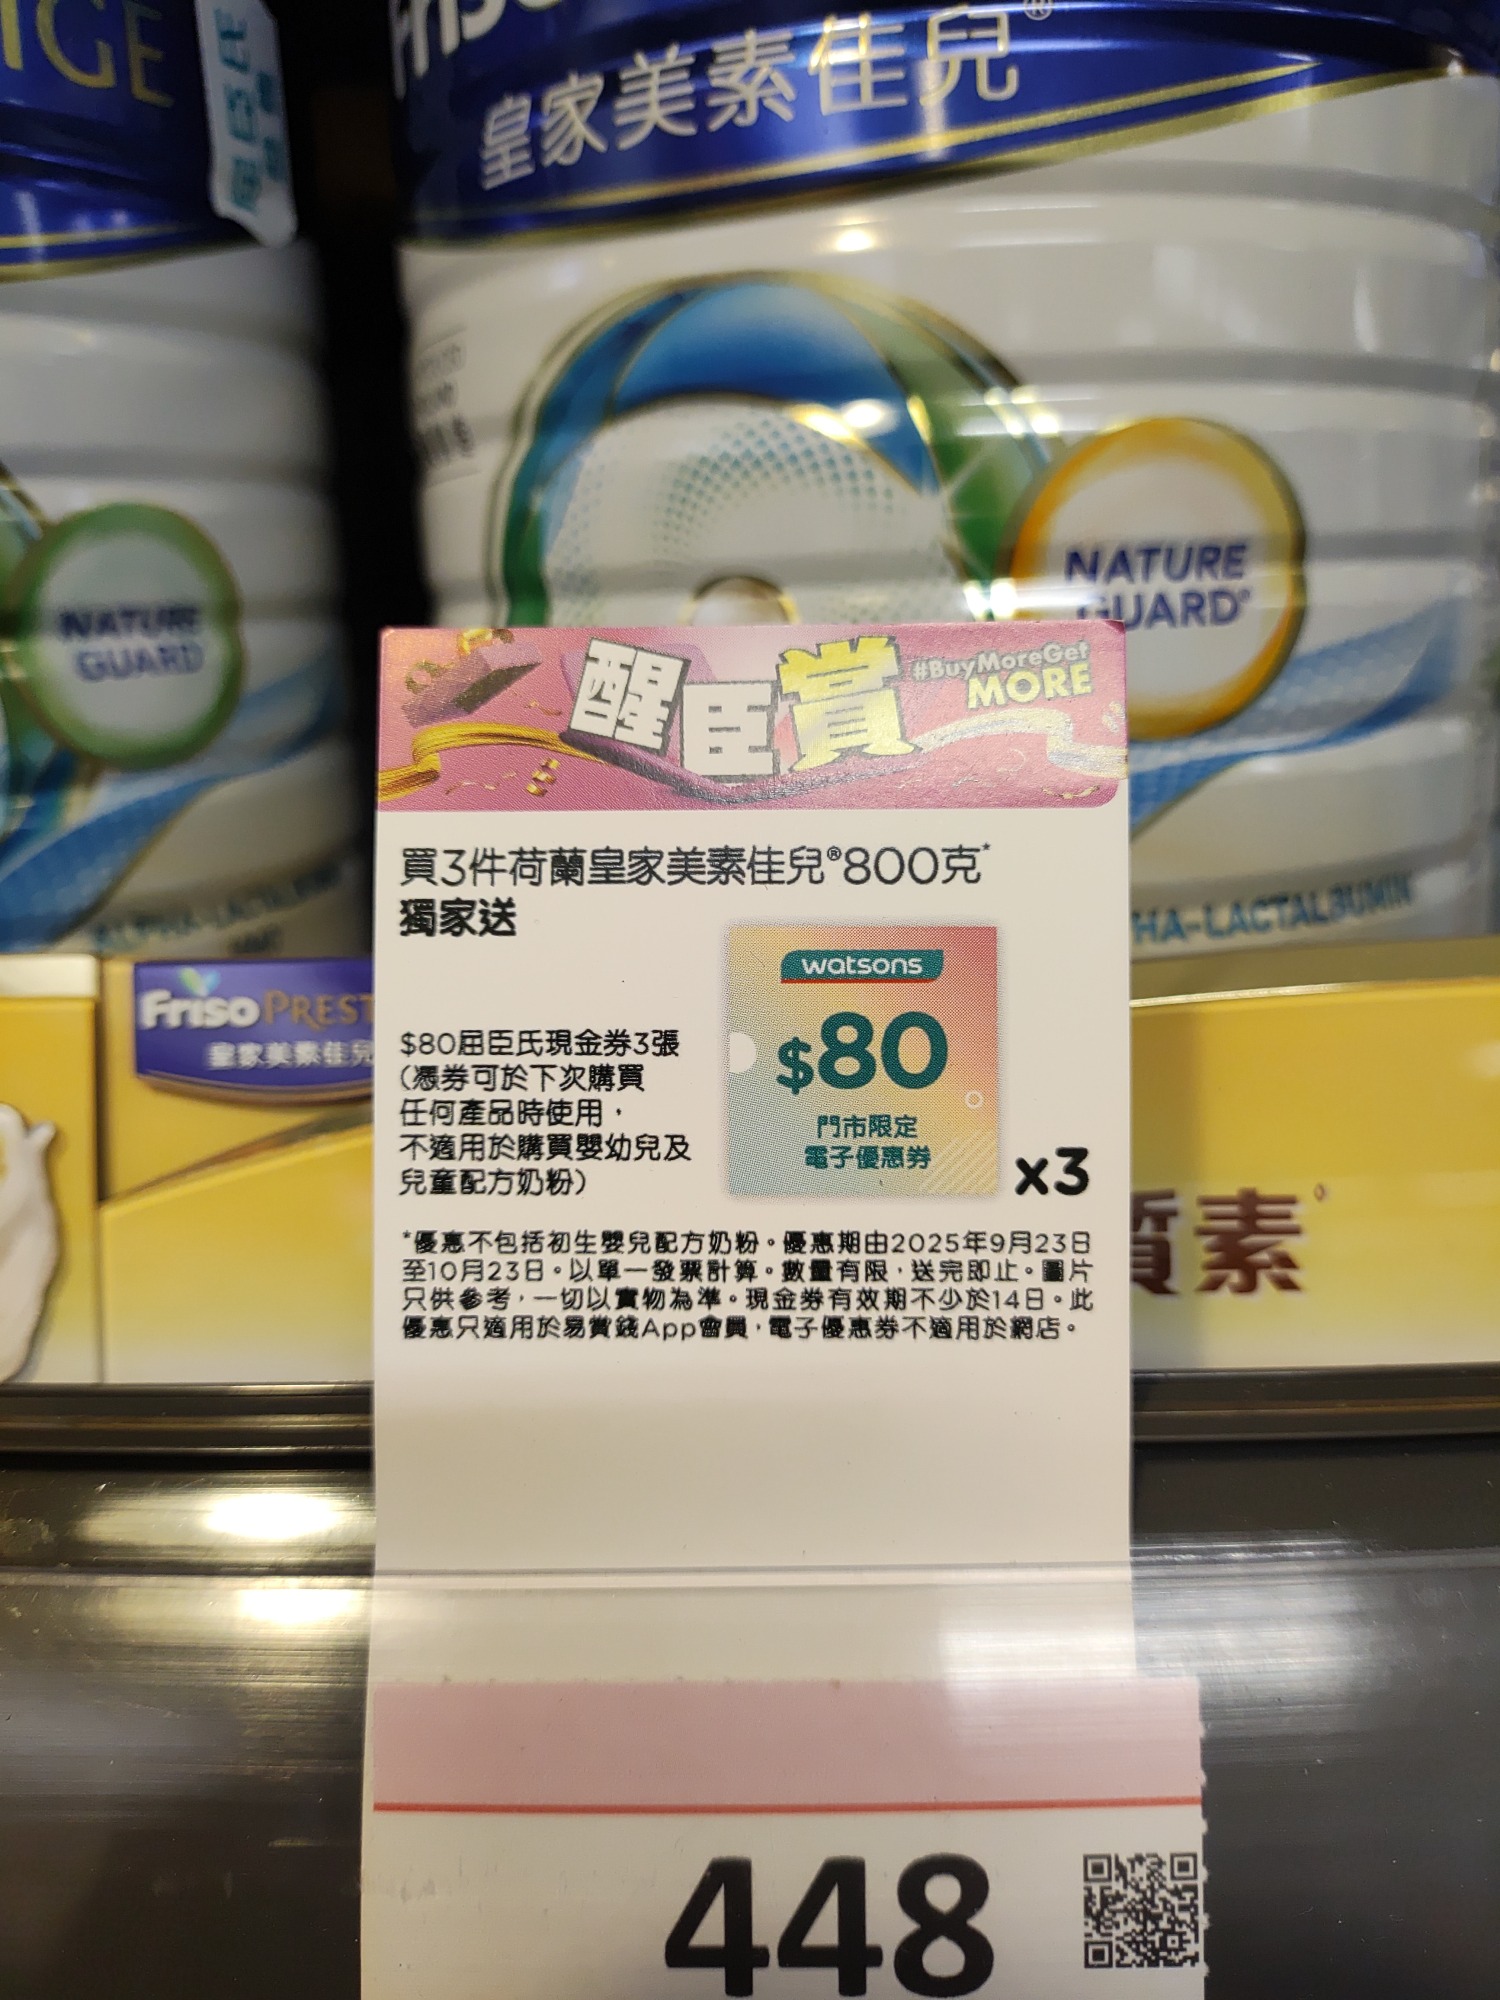 IGE
Friso
皇家美素佳兒®
NATURE
GUARD
NATURE
GUARD®
醒臣賞
#BuyMoreGet
MORE
買3件荷蘭皇家美素佳兒®800克*
獨家送
watsons
$80
門市限定
電子優惠券
x3
$80屈臣氏現金券3張
(憑券可於下次購買
任何產品時使用，
不適用於購買嬰幼兒及
兒童配方奶粉)
*優惠不包括初生嬰兒配方奶粉。優惠期由2025年9月23日
至10月23日。以單一發票計算。數量有限，送完即止。圖片
只供參考，一切以實物為準。現金券有效期不少於14日。此
優惠只適用於易賞錢App會員，電子優惠券不適用於網店。
ALPHA-LACTALBUMIN
HA-LACTALBUMIN
Friso PREST
皇家美素佳兒
質素
448